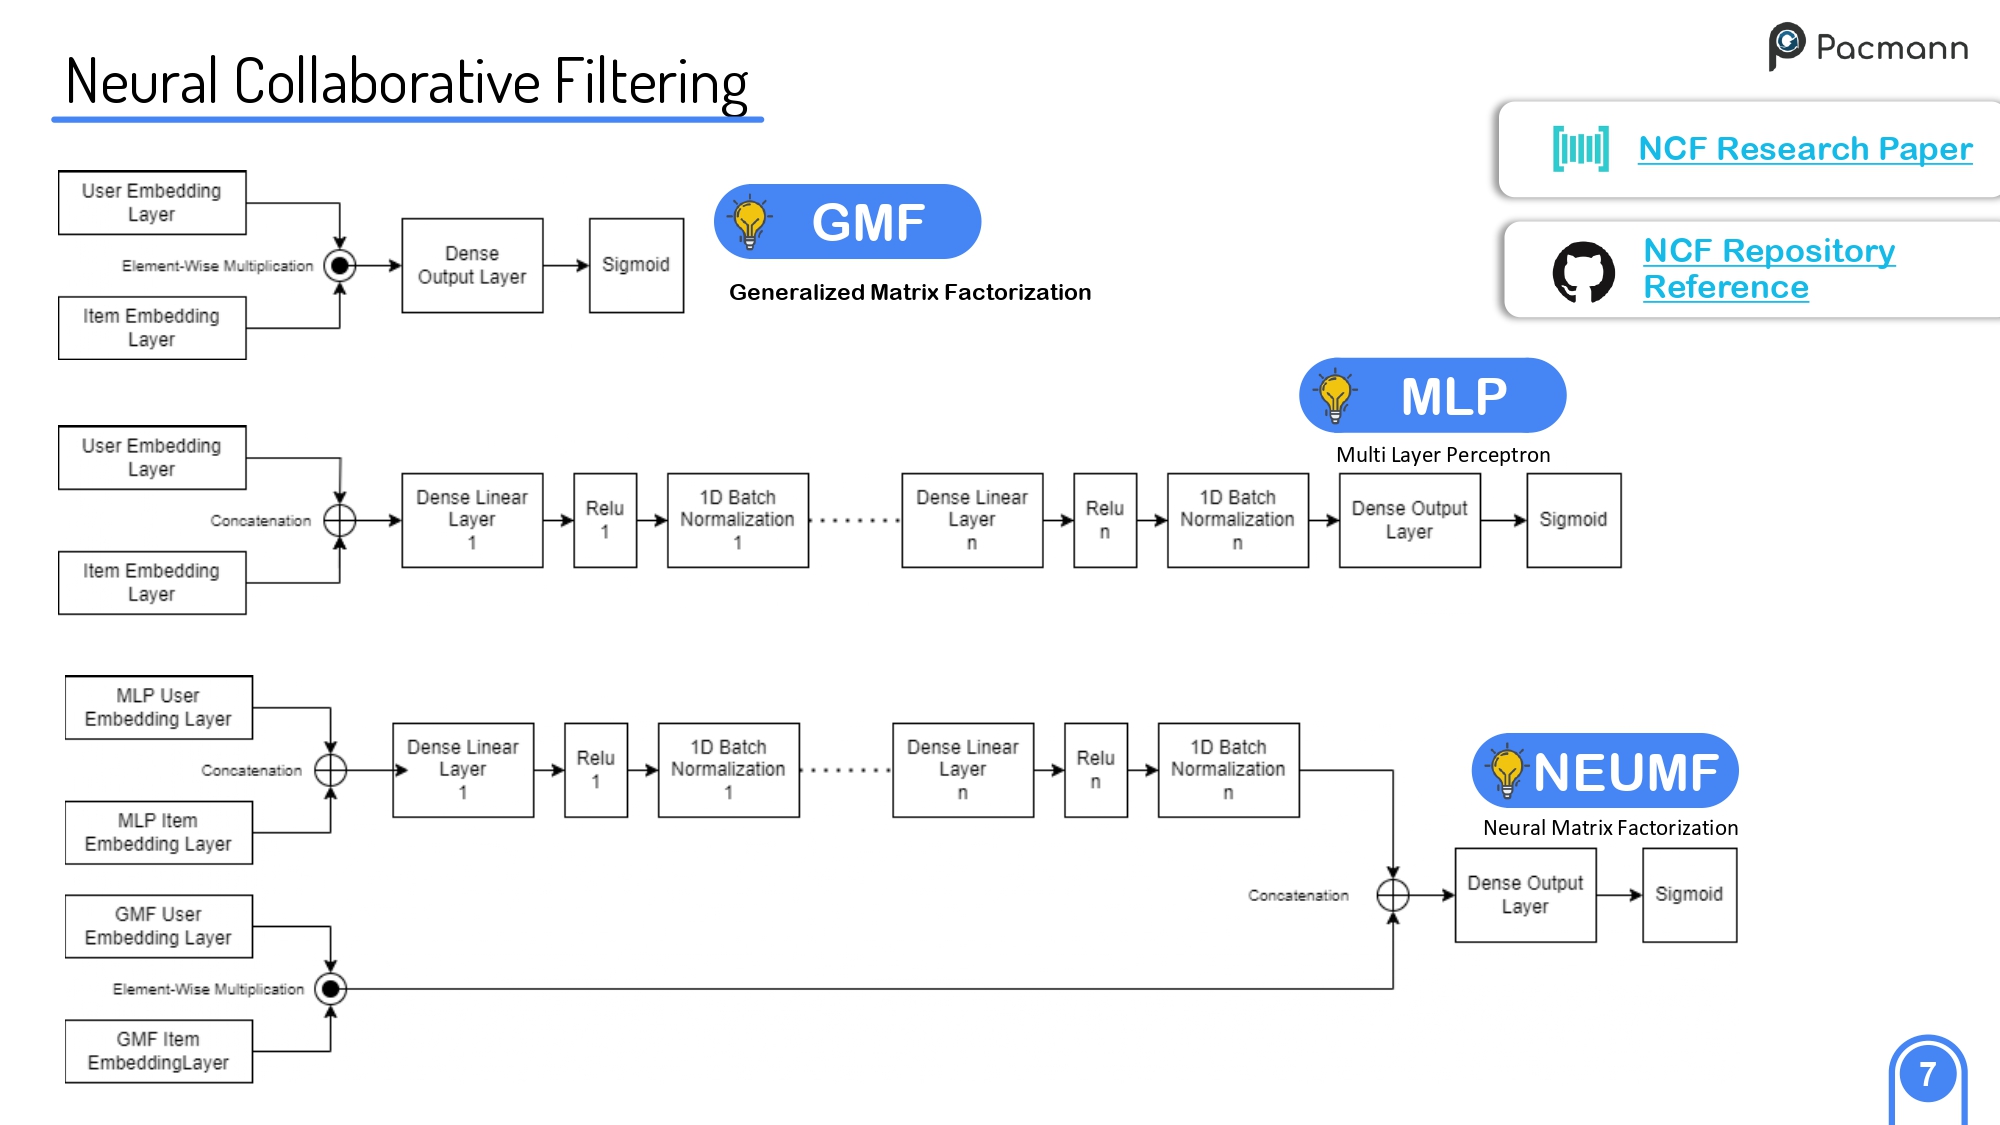 Neural Collaborative Filtering
Pacmann
NCF Research Paper
NCF Repository
Reference
User Embedding
Layer
Element-Wise Multiplication
Item Embedding
Layer
Dense
Output Layer
Sigmoid
GMF
Generalized Matrix Factorization
MLP
Multi Layer Perceptron
User Embedding
Layer
Concatenation
Item Embedding
Layer
Dense Linear
Layer
1
Relu
1
1D Batch
Normalization
1
Dense Linear
Layer
n
Relu
n
1D Batch
Normalization
n
Dense Output
Layer
Sigmoid
MLP User
Embedding Layer
Concatenation
MLP Item
Embedding Layer
Dense Linear
Layer
1
Relu
1
1D Batch
Normalization
1
Dense Linear
Layer
n
Relu
n
1D Batch
Normalization
n
NEUMF
Neural Matrix Factorization
GMF User
Embedding Layer
Element-Wise Multiplication
GMF Item
EmbeddingLayer
Concatenation
Dense Output
Layer
Sigmoid
7